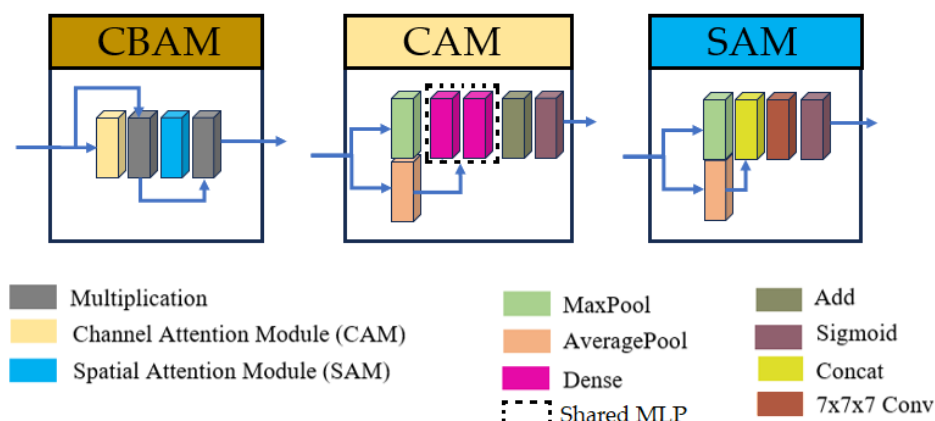 CBAM
CAM
SAM
Multiplication
Channel Attention Module (CAM)
Spatial Attention Module (SAM)
MaxPool
AveragePool
Dense
Shared MLP
Add
Sigmoid
Concat
7x7x7 Conv